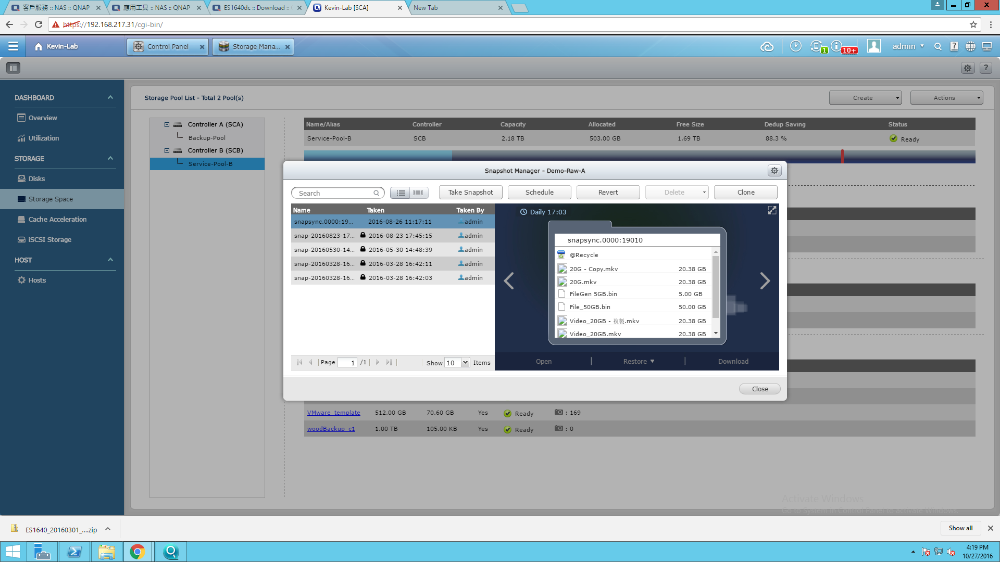 客戶服務 :: NAS :: QNAP
應用工具 :: NAS :: QNAP
ES1640dc :: Download ::
Kevin-Lab [SCA]
New Tab
https://192.168.217.31/cgi-bin/
Kevin-Lab
Control Panel
Storage Mana...
1
10+
admin
Storage Pool List - Total 2 Pool(s)
Create
Actions
DASHBOARD
Overview
Utilization
STORAGE
Disks
Storage Space
Cache Acceleration
iSCSI Storage
HOST
Hosts
Controller A (SCA)
Backup-Pool
Controller B (SCB)
Service-Pool-B
Name/Alias Controller Capacity Allocated Free Size Dedup Saving Status
Service-Pool-B SCB 2.18 TB 503.00 GB 1.69 TB 88.3 % Ready
Snapshot Manager - Demo-Raw-A
Search
Take Snapshot
Schedule
Revert
Delete
Clone
Name Taken Taken By
snapsync.0000:19... 2016-08-26 11:17:11 admin
snap-20160823-17... 2016-08-23 17:45:15 admin
snap-20160530-14... 2016-05-30 14:48:39 admin
snap-20160328-16... 2016-03-28 16:42:11 admin
snap-20160328-16... 2016-03-28 16:42:03 admin
Page 1 /1
Show 10 Items
Daily 17:03
snapsync.0000:19010
@Recycle
20G - Copy.mkv 20.38 GB
20G.mkv 20.38 GB
FileGen 5GB.bin 5.00 GB
File_50GB.bin 50.00 GB
Video_20GB - 複製.mkv 20.38 GB
Video_20GB.mkv 20.38 GB
Open
Restore
Download
Close
VMware_template 512.00 GB 70.60 GB Yes Ready : 169
woodBackup_c1 1.00 TB 105.00 KB Yes Ready : 0
Activate Windows
Go to System in Control Panel to activate Windows.
ES1640_20160301_....zip
Show all
4:19 PM
10/27/2016